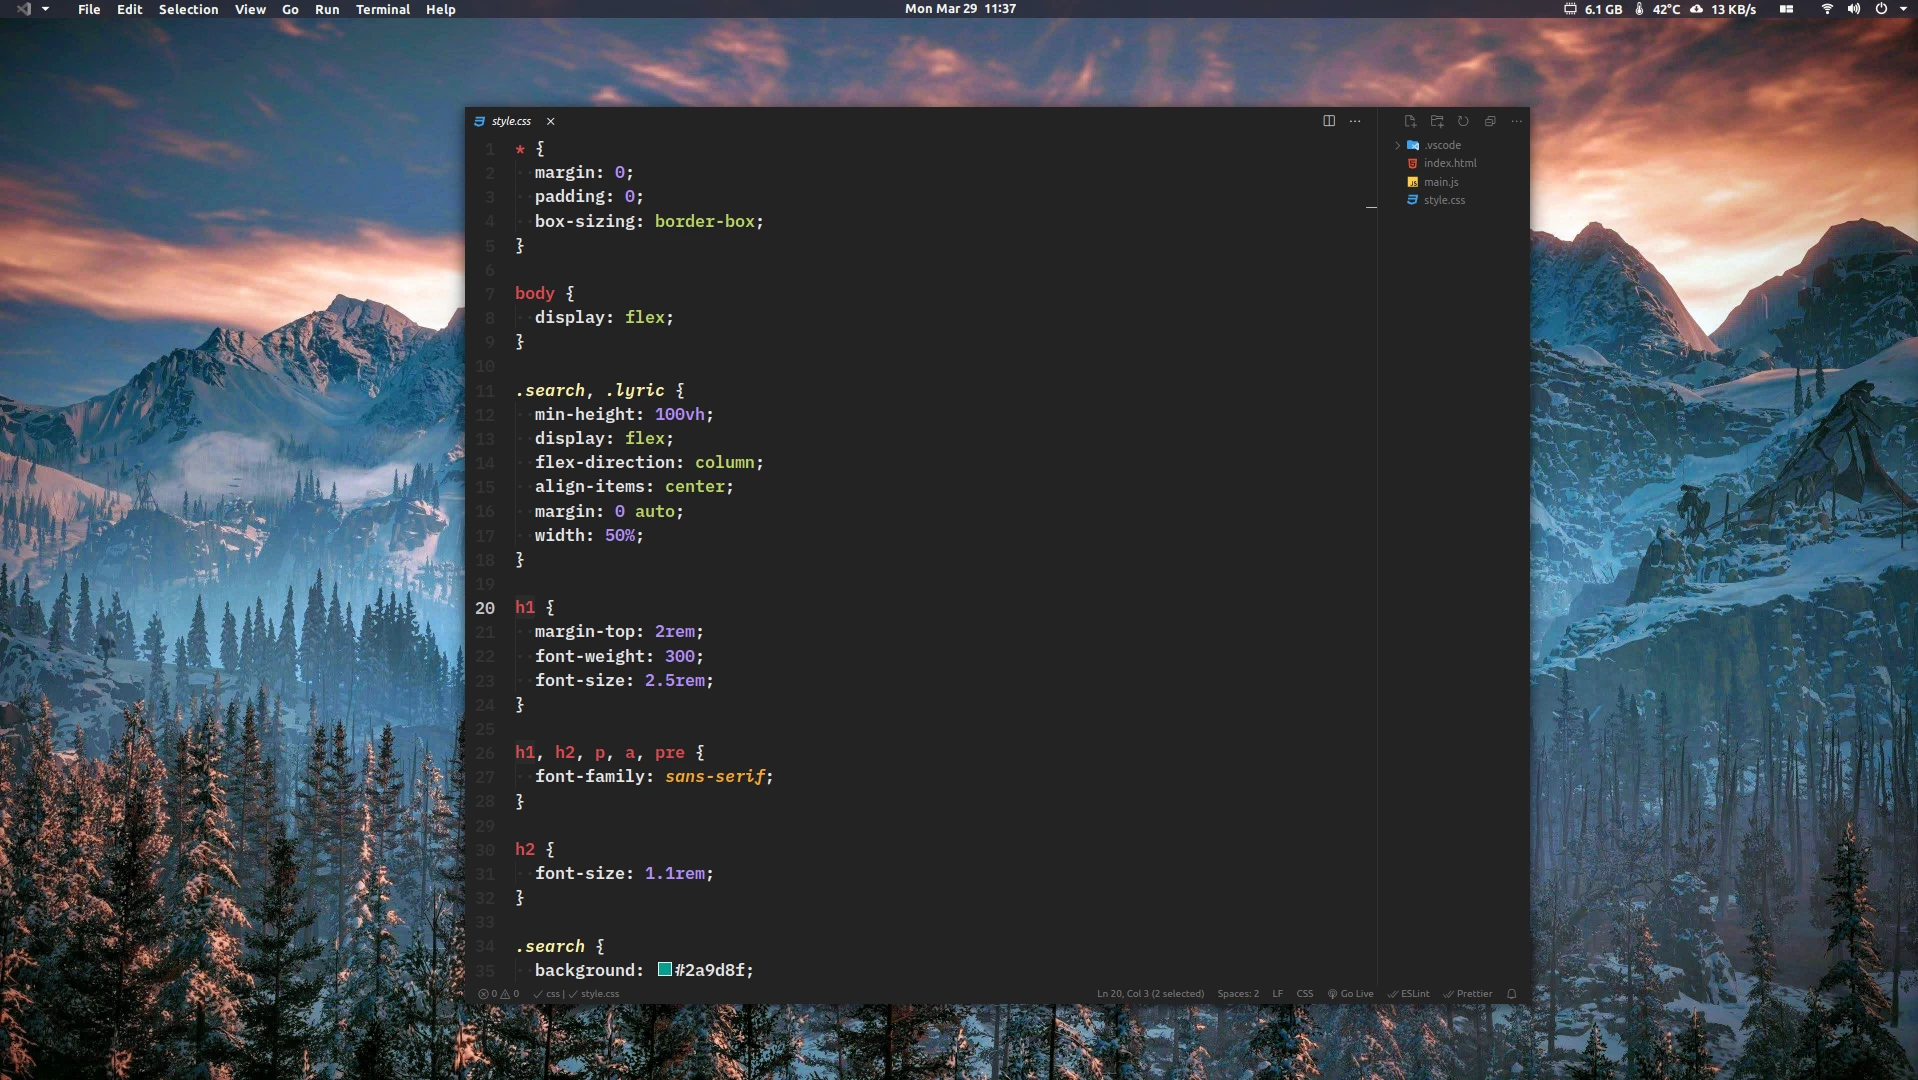 File Edit Selection View Go Run Terminal Help
Mon Mar 29 11:37
6.1 GB 42°C 13 KB/s
style.css
1 * {
2 margin: 0;
3 padding: 0;
4 box-sizing: border-box;
5 }
6
7 body {
8 display: flex;
9 }
10
11 .search, .lyric {
12 min-height: 100vh;
13 display: flex;
14 flex-direction: column;
15 align-items: center;
16 margin: 0 auto;
17 width: 50%;
18 }
19
20 h1 {
21 margin-top: 2rem;
22 font-weight: 300;
23 font-size: 2.5rem;
24 }
25
26 h1, h2, p, a, pre {
27 font-family: sans-serif;
28 }
29
30 h2 {
31 font-size: 1.1rem;
32 }
33
34 .search {
35 background: #2a9d8f;
.vscode
index.html
main.js
style.css
0 0 css | style.css
Ln 20, Col 3 (2 selected) Spaces: 2 LF CSS Go Live ESLint Prettier